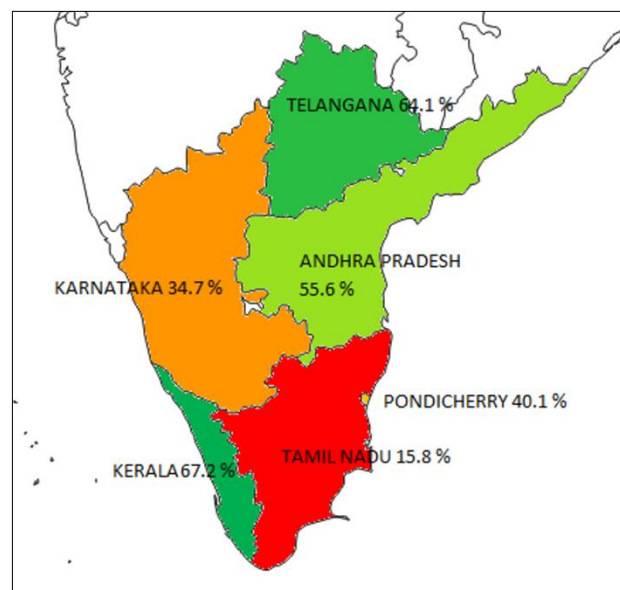 TELANGANA 64.1 %
ANDHRA PRADESH
55.6 %
KARNATAKA 34.7 %
PONDICHERRY 40.1 %
TAMIL NADU 15.8 %
KERALA 67.2 %